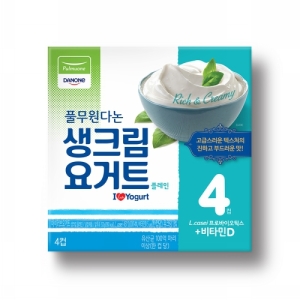 Pulmuone
DANONE
Rich & Creamy
풀무원다논
생크림
요거트
플레인
I Yogurt
고급스러운 텍스처의
진하고 부드러운 맛!
4
컵
L.casei 프로바이오틱스
+비타민D
4컵